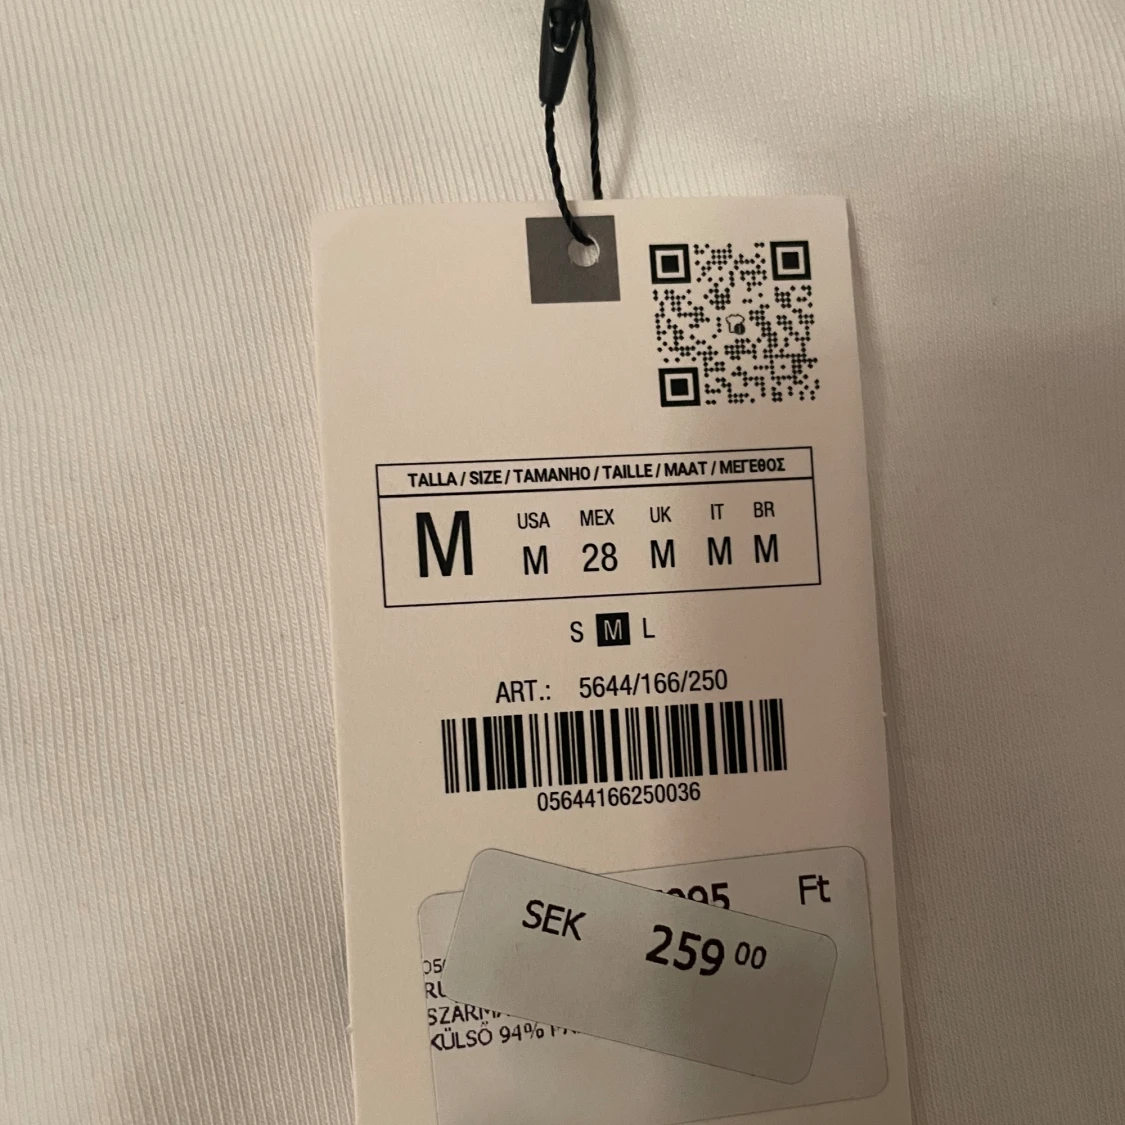 TALLA / SIZE / TAMANHO / TAILLE / MAAT / ΜΕΓΕΘΟΣ
USA MEX UK IT BR
M M 28 M M M
S M L
ART.: 5644/166/250
05644166250036
Ft
SEK 259 00
KÜLSŐ 94%